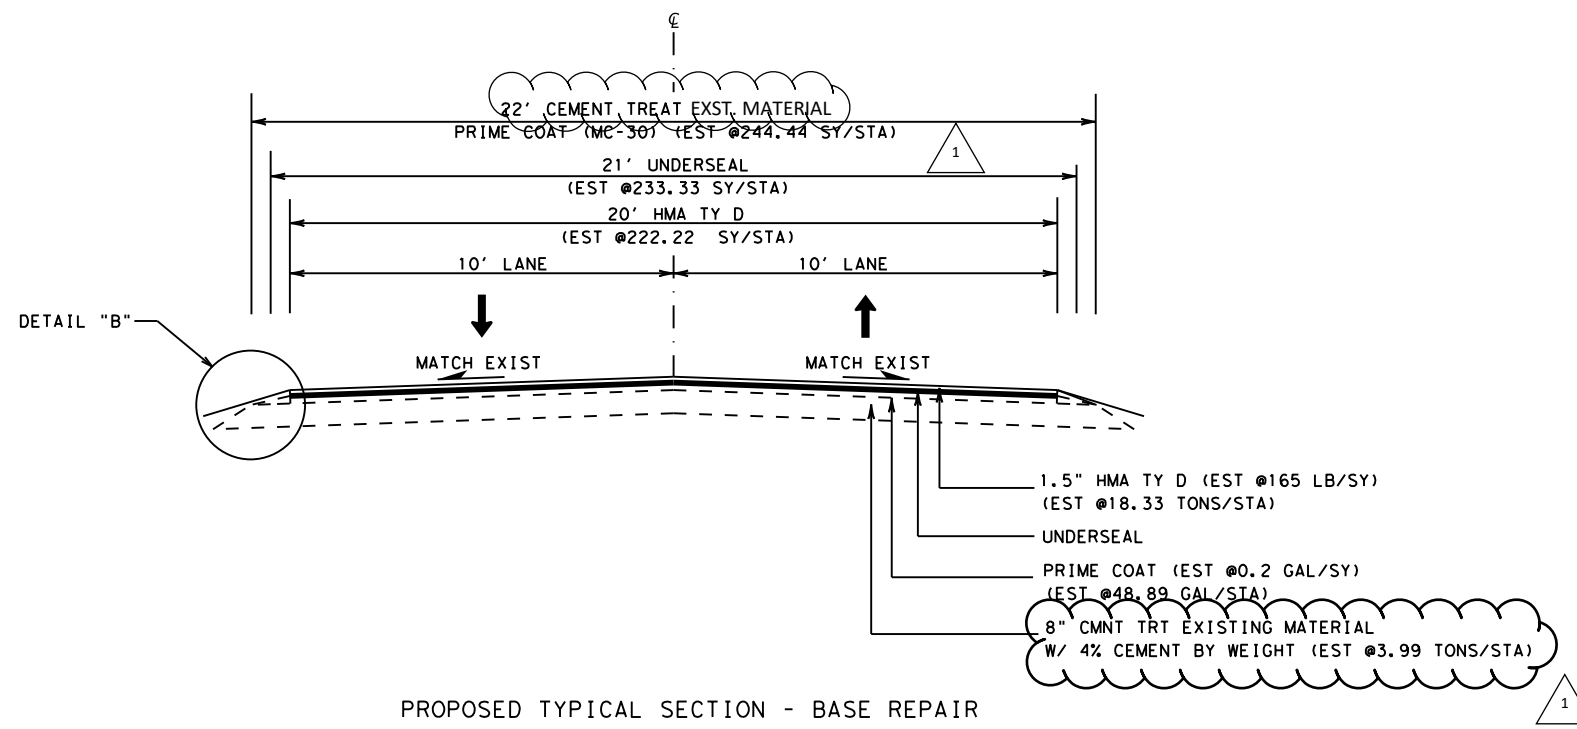 ℄
22' CEMENT TREAT EXST. MATERIAL
PRIME COAT (MC-30) (EST @244.44 SY/STA)
1
21' UNDERSEAL
(EST @233.33 SY/STA)
20' HMA TY D
(EST @222.22 SY/STA)
10' LANE
10' LANE
DETAIL "B"
MATCH EXIST
MATCH EXIST
1.5" HMA TY D (EST @165 LB/SY)
(EST @18.33 TONS/STA)
UNDERSEAL
PRIME COAT (EST @0.2 GAL/SY)
(EST @48.89 GAL/STA)
8" CMNT TRT EXISTING MATERIAL
W/ 4% CEMENT BY WEIGHT (EST @3.99 TONS/STA)
1
PROPOSED TYPICAL SECTION - BASE REPAIR